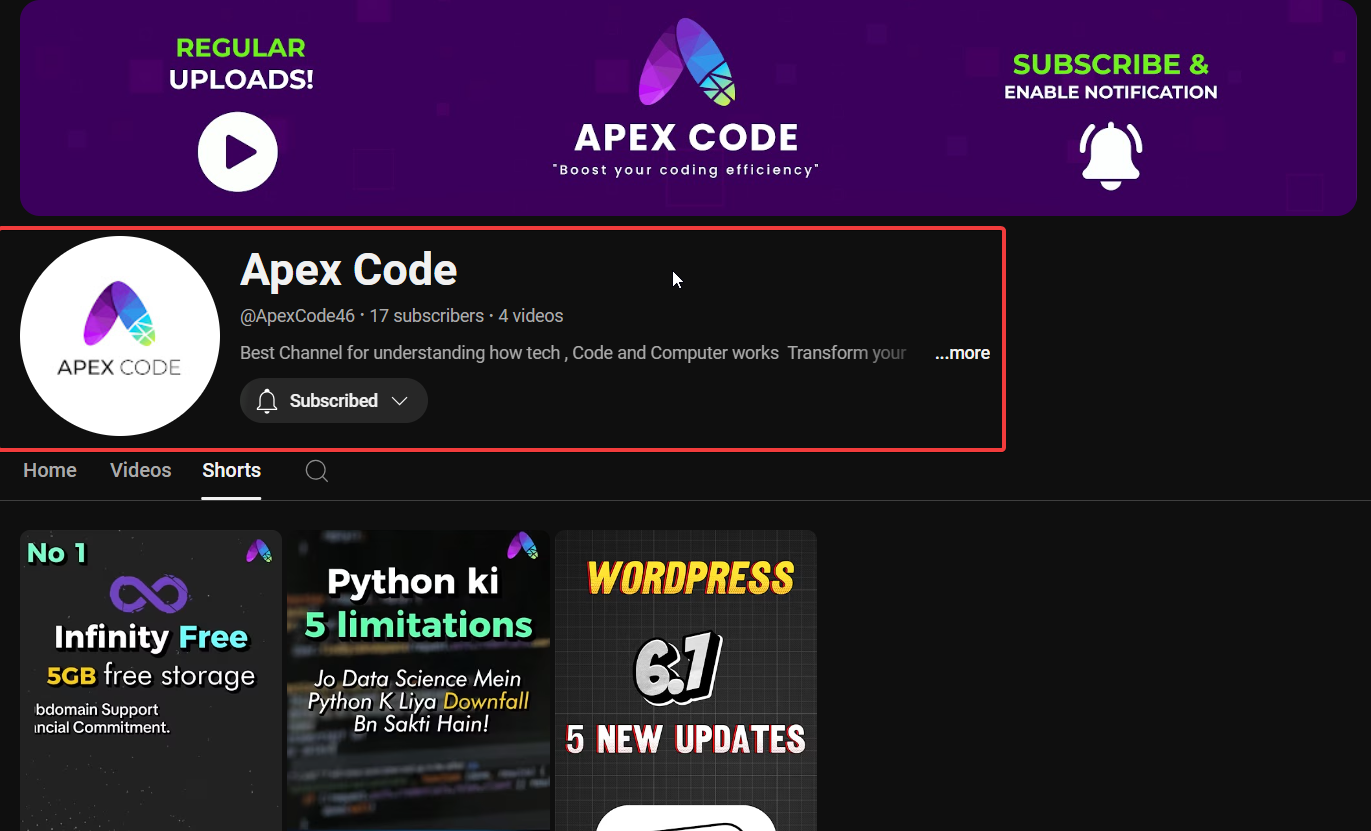 REGULAR
UPLOADS!
APEX CODE
"Boost your coding efficiency"
SUBSCRIBE &
ENABLE NOTIFICATION
APEX CODE
Apex Code
@ApexCode46 • 17 subscribers • 4 videos
Best Channel for understanding how tech , Code and Computer works  Transform your ...more
Subscribed
Home Videos Shorts
No 1
Infinity Free
5GB free storage
bdomain Support
ncial Commitment.
Python ki
5 limitations
Jo Data Science Mein
Python K Liya Downfall
Bn Sakti Hain!
WORDPRESS
6.7
5 NEW UPDATES